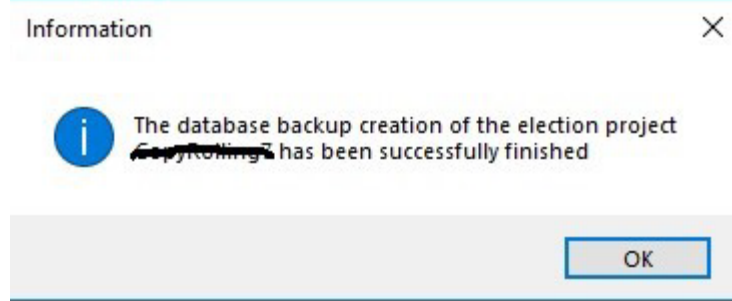 Information
The database backup creation of the election project
has been successfully finished
OK